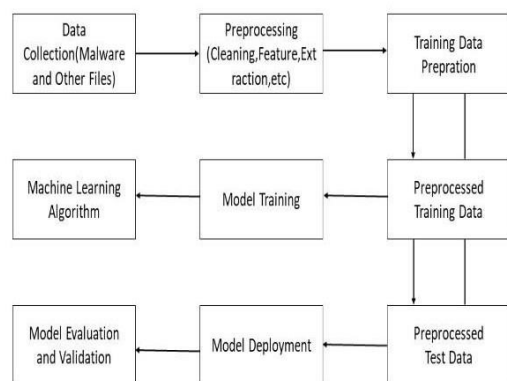 Data
Collection(Malware
and Other Files)
Preprocessing
(Cleaning,Feature,Ext
raction,etc)
Training Data
Prepration
Machine Learning
Algorithm
Model Training
Preprocessed
Training Data
Model Evaluation
and Validation
Model Deployment
Preprocessed
Test Data